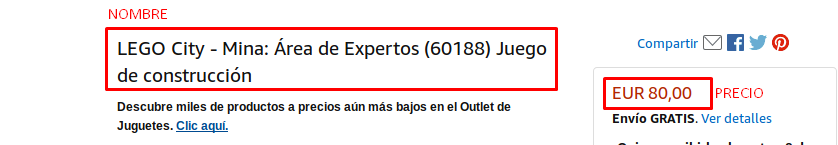 NOMBRE
LEGO City - Mina: Área de Expertos (60188) Juego
de construcción
Descubre miles de productos a precios aún más bajos en el Outlet de
Juguetes. Clic aquí.
Compartir
EUR 80,00 PRECIO
Envío GRATIS. Ver detalles